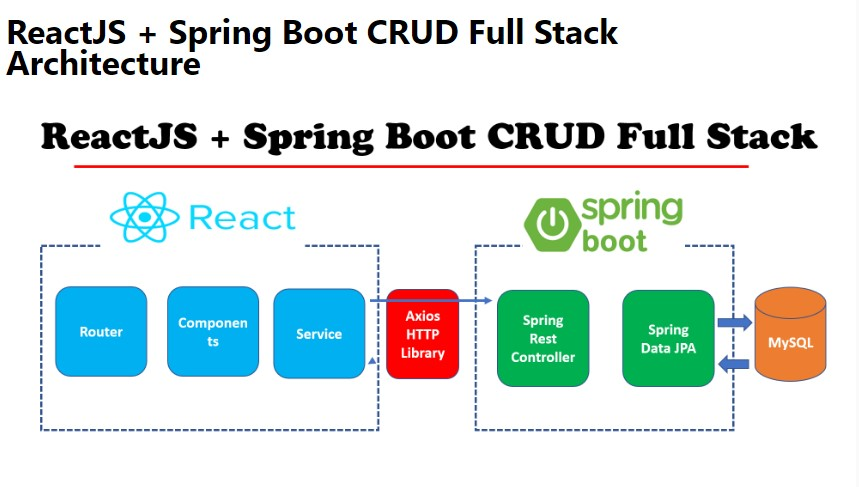 ReactJS + Spring Boot CRUD Full Stack
Architecture
ReactJS + Spring Boot CRUD Full Stack
React
spring
boot
Router
Componen
ts
Service
Axios
HTTP
Library
Spring
Rest
Controller
Spring
Data JPA
MySQL